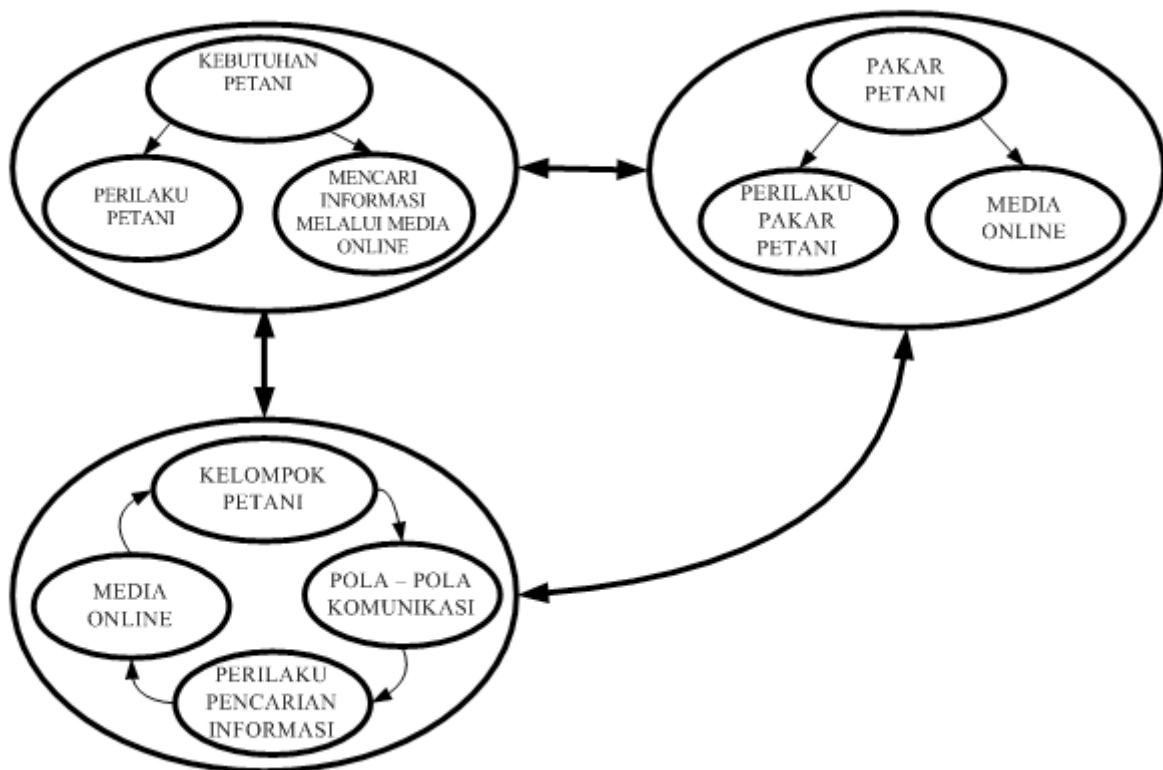 KEBUTUHAN
PETANI
PERILAKU
PETANI
MENCARI
INFORMASI
MELALUI MEDIA
ONLINE
PAKAR
PETANI
PERILAKU
PAKAR
PETANI
MEDIA
ONLINE
KELOMPOK
PETANI
MEDIA
ONLINE
POLA – POLA
KOMUNIKASI
PERILAKU
PENCARIAN
INFORMASI